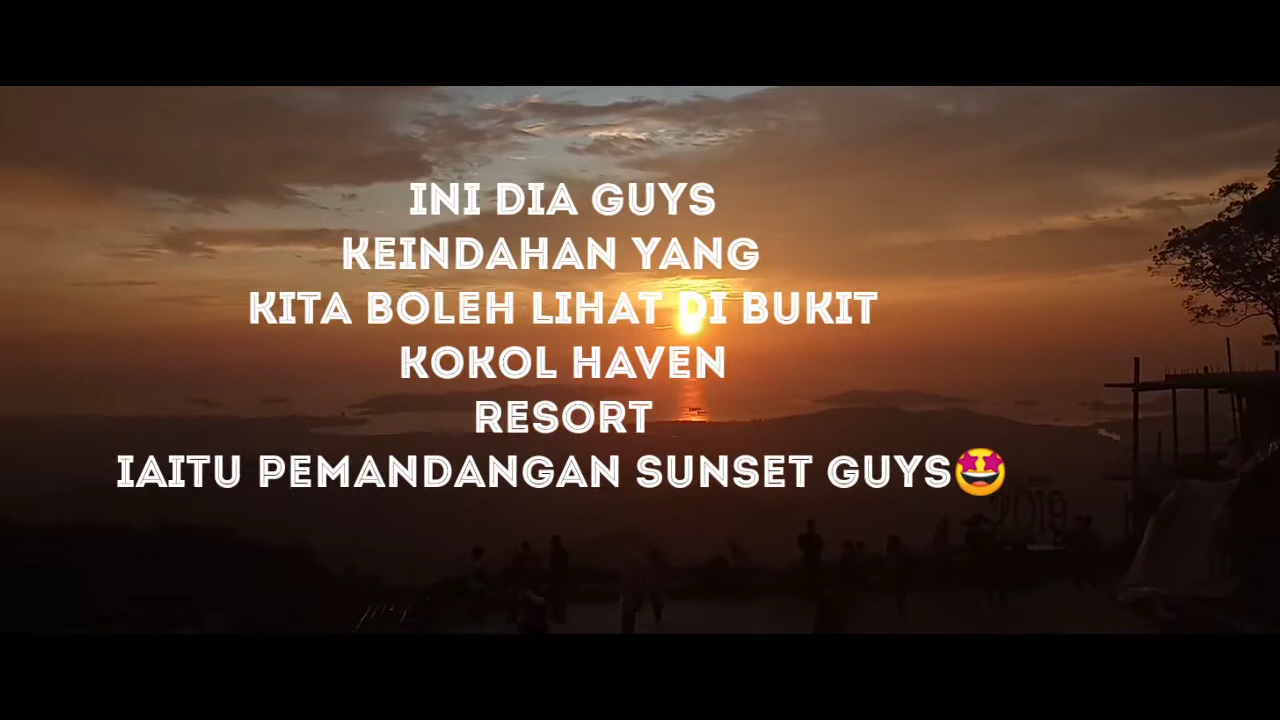 INI DIA GUYS
KEINDAHAN YANG
KITA BOLEH LIHAT DI BUKIT
KOKOL HAVEN
RESORT
IAITU PEMANDANGAN SUNSET GUYS🤩